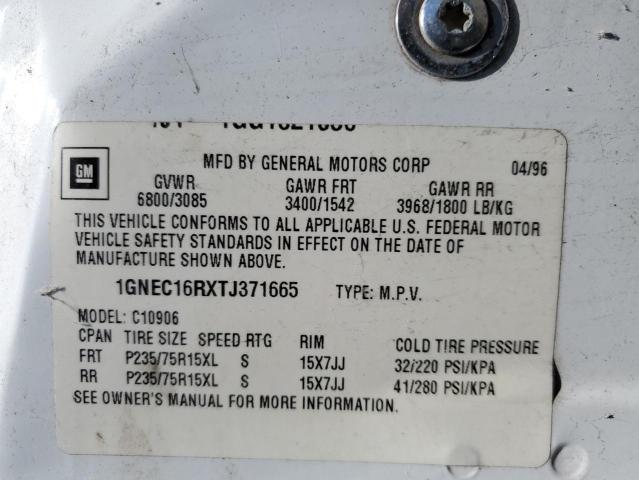 GM
MFD BY GENERAL MOTORS CORP 04/96
GVWR GAWR FRT GAWR RR
6800/3085 3400/1542 3968/1800 LB/KG
THIS VEHICLE CONFORMS TO ALL APPLICABLE U.S. FEDERAL MOTOR
VEHICLE SAFETY STANDARDS IN EFFECT ON THE DATE OF
MANUFACTURE SHOWN ABOVE.
1GNEC16RXTJ371665 TYPE: M.P.V.
MODEL: C10906
CPAN TIRE SIZE SPEED RTG RIM COLD TIRE PRESSURE
FRT P235/75R15XL S 15X7JJ 32/220 PSI/KPA
RR P235/75R15XL S 15X7JJ 41/280 PSI/KPA
SEE OWNER'S MANUAL FOR MORE INFORMATION.